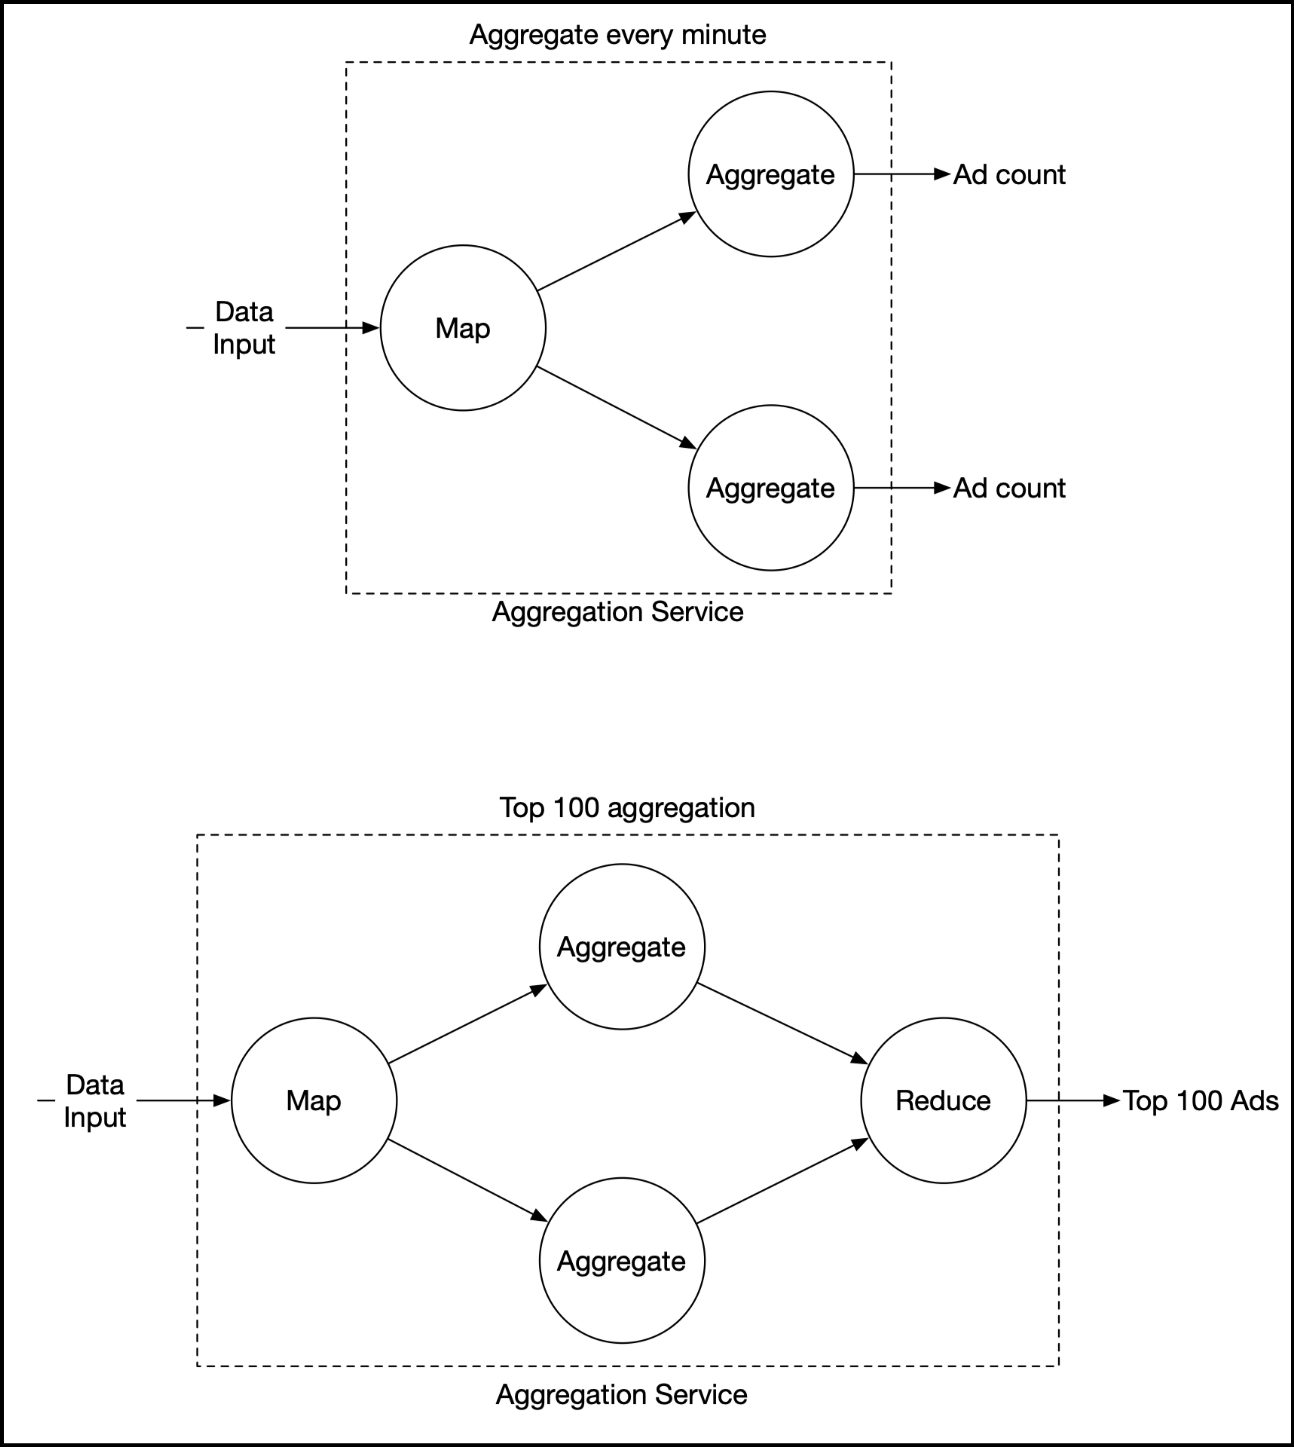 Aggregate every minute
Aggregate
Ad count
Data
Input
Map
Aggregate
Ad count
Aggregation Service
Top 100 aggregation
Aggregate
Data
Input
Map
Reduce
Top 100 Ads
Aggregate
Aggregation Service